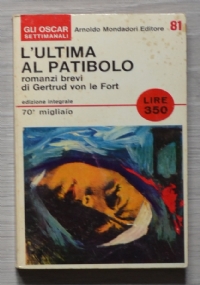 GLI OSCAR
SETTIMANALI
Arnoldo Mondadori Editore 81
L'ULTIMA
AL PATIBOLO
romanzi brevi
di Gertrud von le Fort
edizione integrale
70° migliaio
LIRE
350